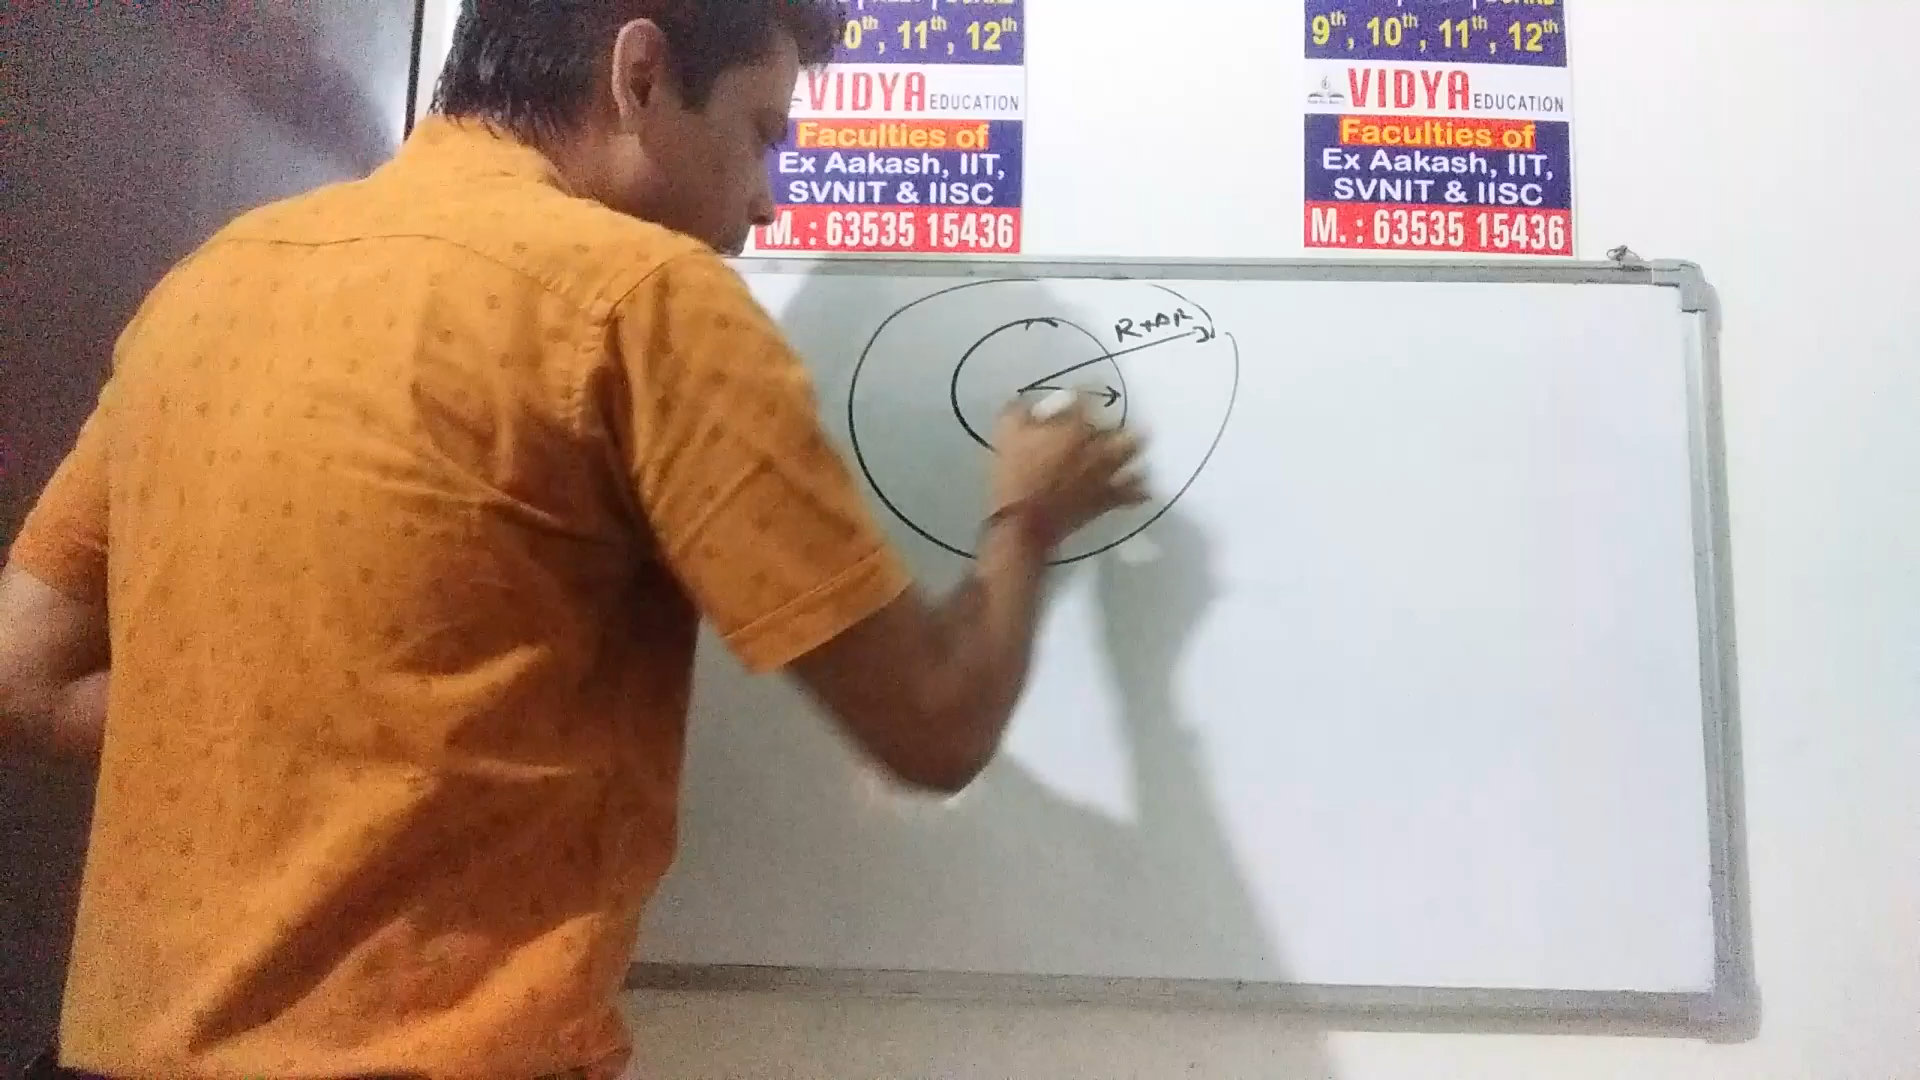 0th, 11th, 12th
VIDYA EDUCATION
Faculties of
Ex Aakash, IIT,
SVNIT & IISC
M. : 63535 15436
9th, 10th, 11th, 12th
VIDYA EDUCATION
Faculties of
Ex Aakash, IIT,
SVNIT & IISC
M. : 63535 15436
R+ΔR